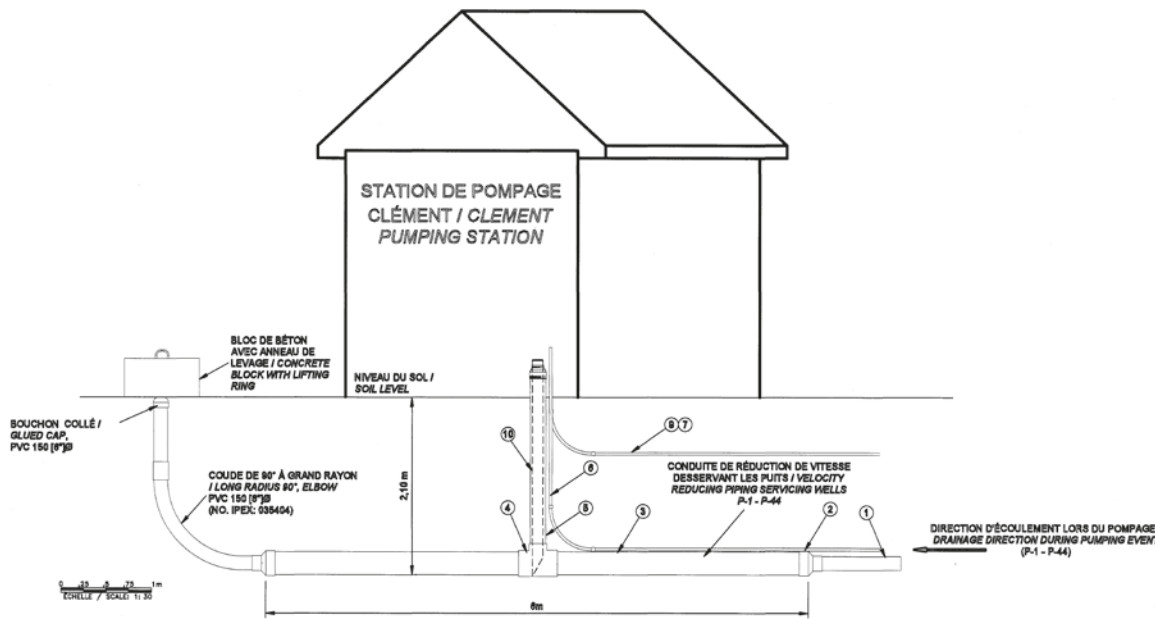 STATION DE POMPAGE
CLÉMENT / CLEMENT
PUMPING STATION
BLOC DE BÉTON
AVEC ANNEAU DE
LEVAGE / CONCRETE
BLOCK WITH LIFTING
RING
NIVEAU DU SOL /
SOIL LEVEL
BOUCHON COLLÉ /
GLUED CAP,
PVC 150 [6"]Ø
10
9 7
6
COUDE DE 90° À GRAND RAYON
/ LONG RADIUS 90°, ELBOW
PVC 150 [6"]Ø
(NO. IPEX: 035404)
2,10 m
CONDUITE DE RÉDUCTION DE VITESSE
DESSERVANT LES PUITS / VELOCITY
REDUCING PIPING SERVICING WELLS
P-1 - P-44
4
5
3
2
1
DIRECTION D'ÉCOULEMENT LORS DU POMPAGE
DRAINAGE DIRECTION DURING PUMPING EVENT
(P-1 - P-44)
0 .25 .5 .75 1m
ÉCHELLE / SCALE: 1: 30
6m